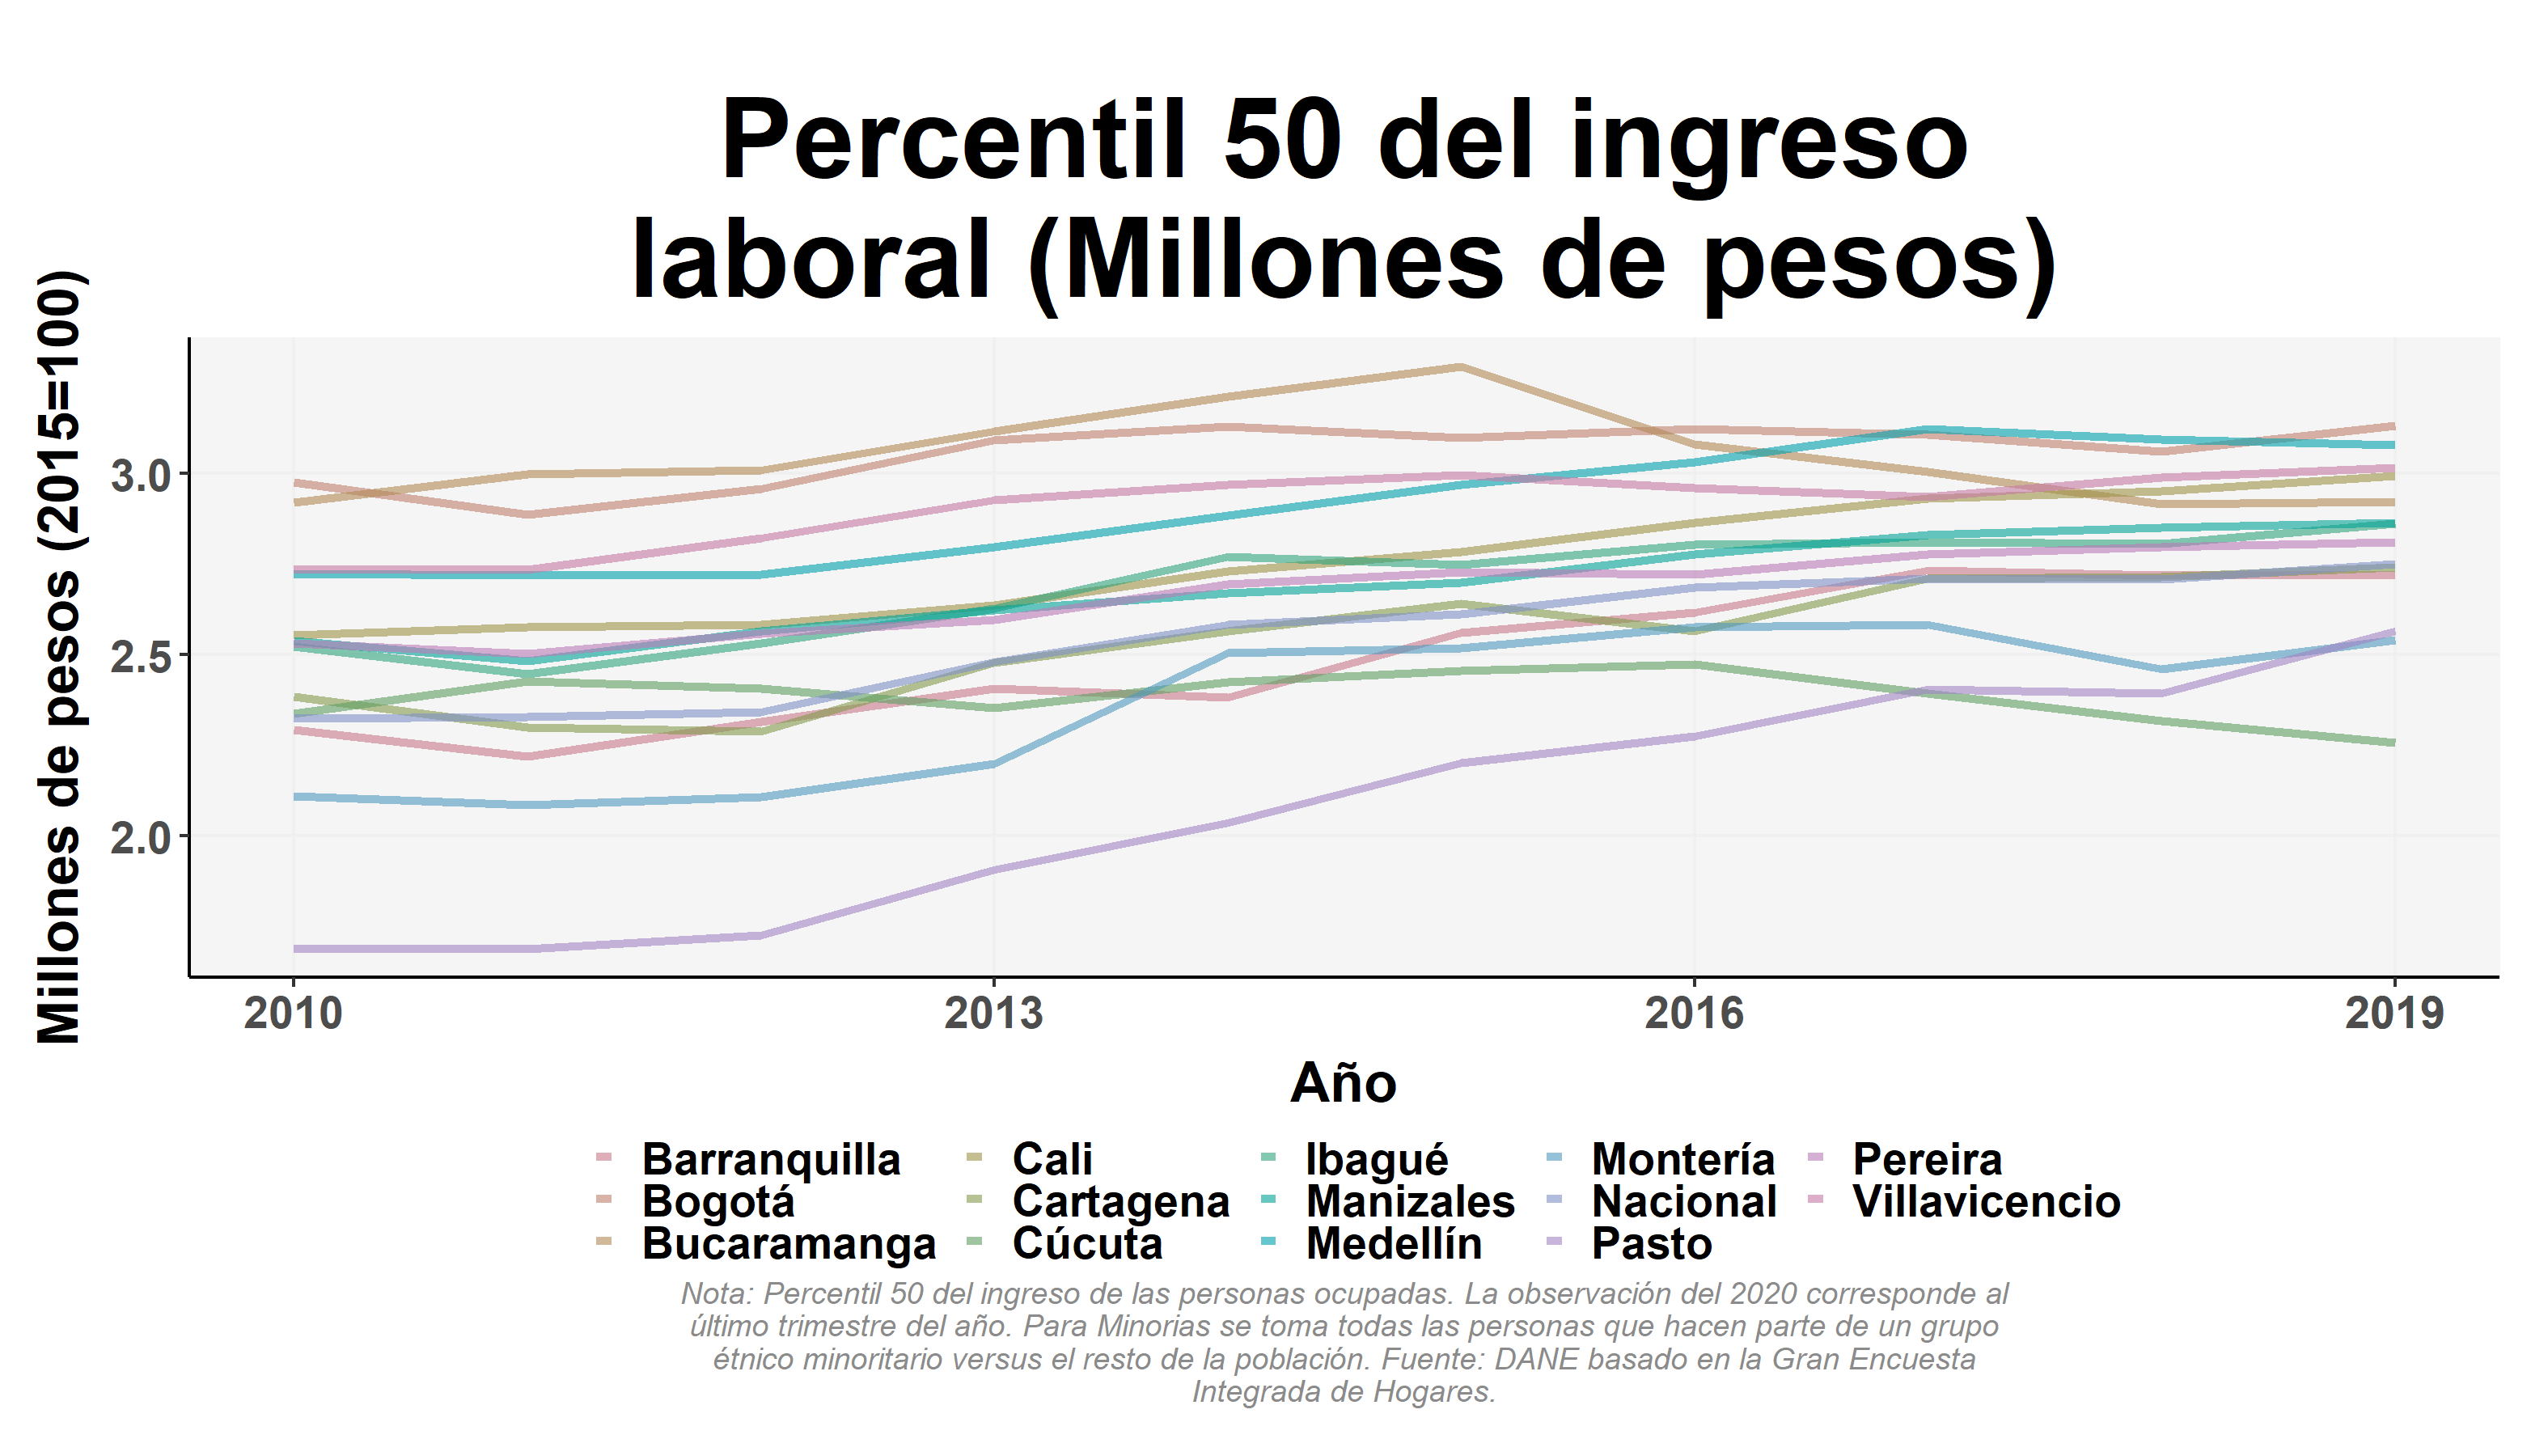 Percentil 50 del ingreso
laboral (Millones de pesos)
Millones de pesos (2015=100)
3.0
2.5
2.0
2010 2013 2016 2019
Año
Barranquilla Cali Ibagué Montería Pereira
Bogotá Cartagena Manizales Nacional Villavicencio
Bucaramanga Cúcuta Medellín Pasto
Nota: Percentil 50 del ingreso de las personas ocupadas. La observación del 2020 corresponde al
último trimestre del año. Para Minorias se toma todas las personas que hacen parte de un grupo
étnico minoritario versus el resto de la población. Fuente: DANE basado en la Gran Encuesta
Integrada de Hogares.